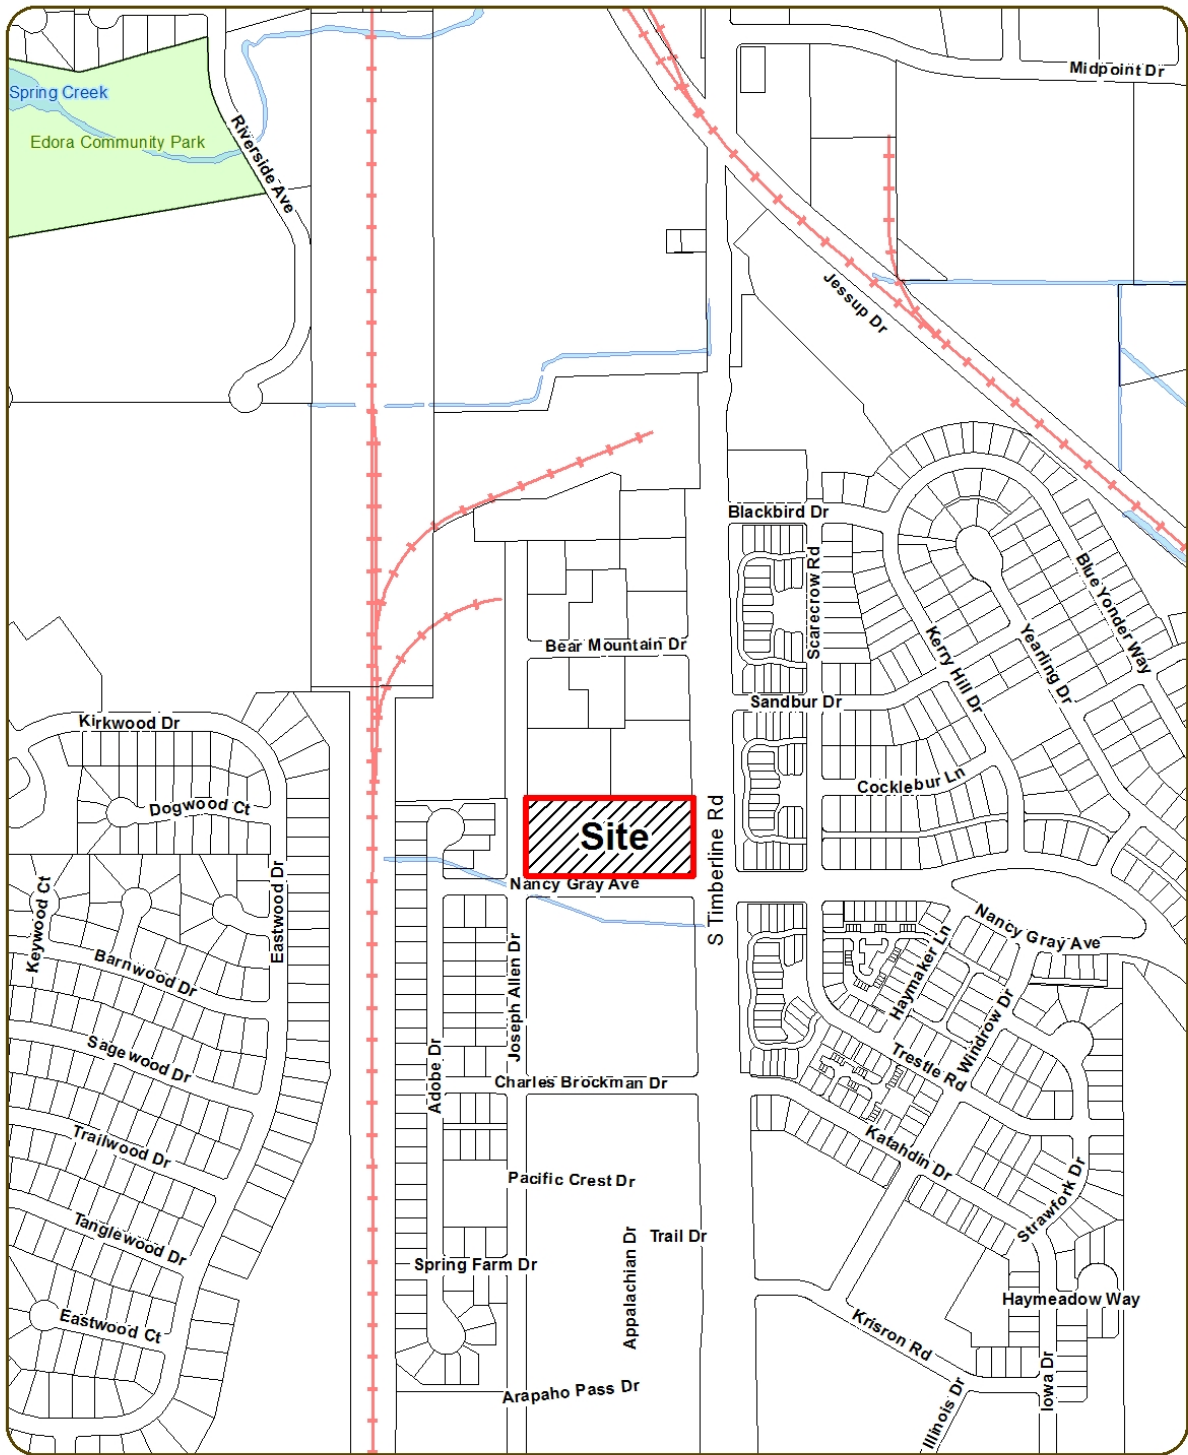 Midpoint Dr
Spring Creek
Edora Community Park
Riverside Ave
Jessup Dr
Blackbird Dr
Scarecrow Rd
Blue Yonder Way
Bear Mountain Dr
Kerry Hill Dr
Yearling Dr
Sandbur Dr
Kirkwood Dr
Cocklebur Ln
Dogwood Ct
Site
S Timberline Rd
Nancy Gray Ave
Eastwood Dr
Keywood Ct
Nancy Gray Ave
Haymaker Ln
Barnwood Dr
Joseph Allen Dr
Windrow Dr
Sagewood Dr
Adobe Dr
Trestle Rd
Charles Brockman Dr
Trailwood Dr
Katahdin Dr
Pacific Crest Dr
Strawfork Dr
Tanglewood Dr
Appalachian Dr
Trail Dr
Spring Farm Dr
Haymeadow Way
Eastwood Ct
Krisron Rd
Iowa Dr
Arapaho Pass Dr
Illinois Dr